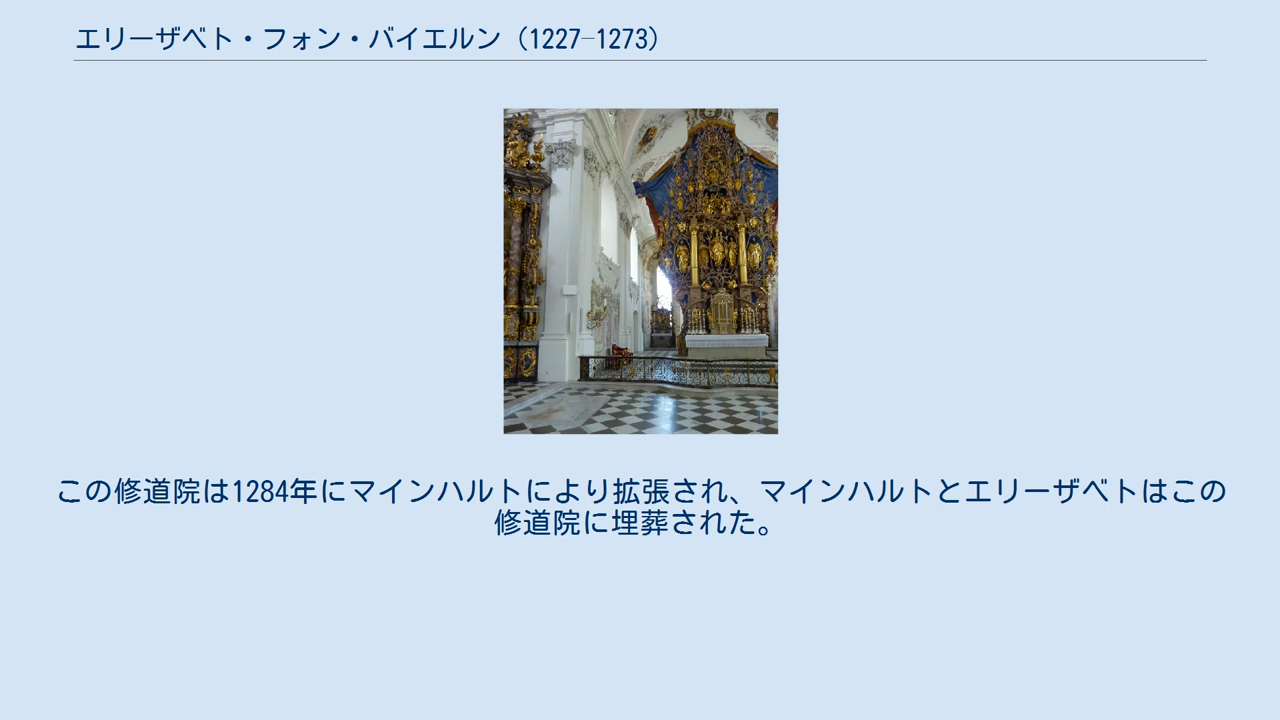 エリーザベト・フォン・バイエルン（1227–1273）
この修道院は1284年にマインハルトにより拡張され、マインハルトとエリーザベトはこの
修道院に埋葬された。